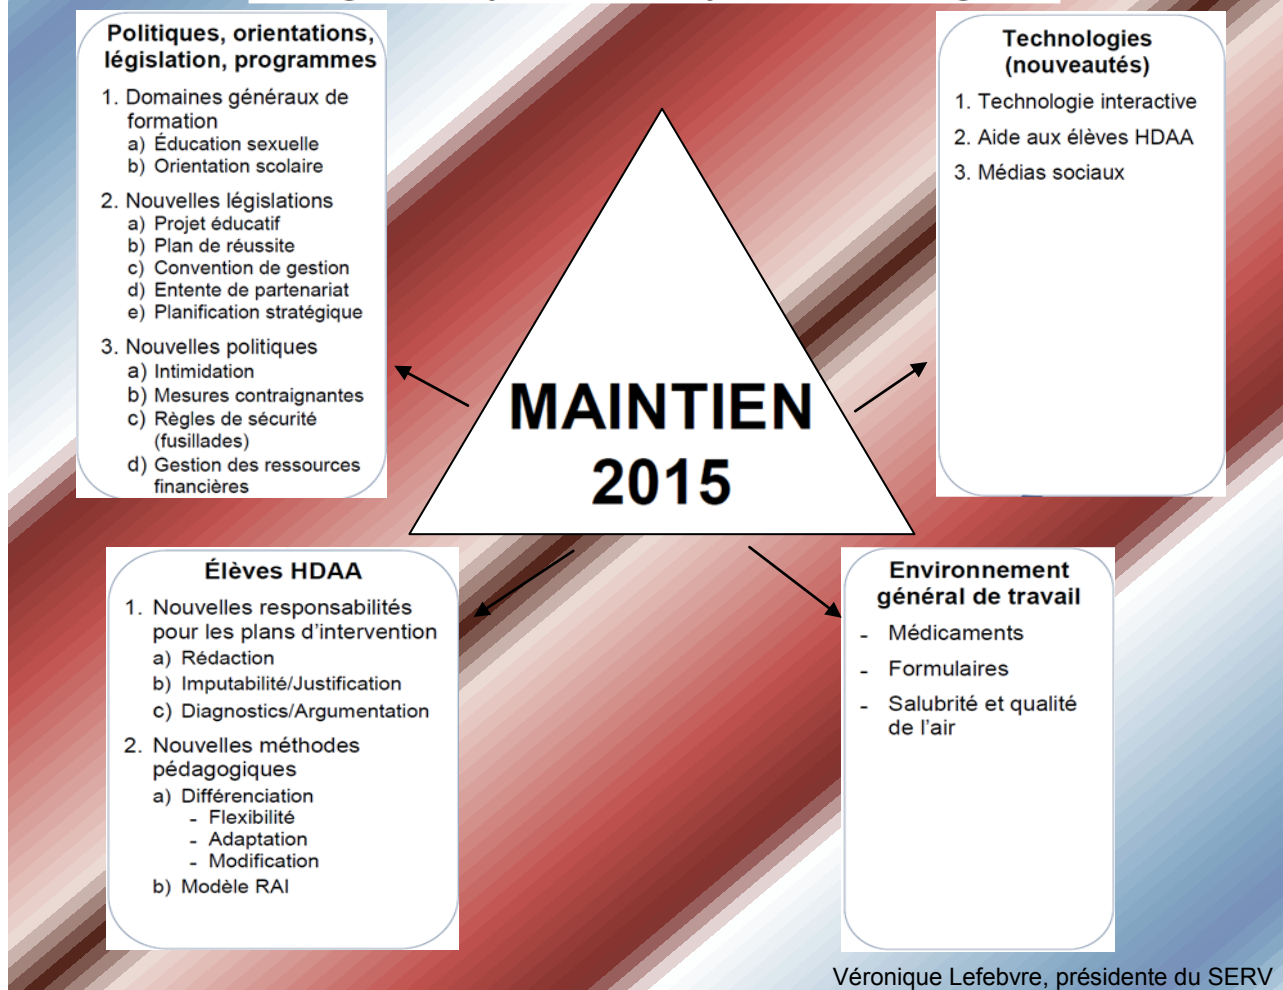 Politiques, orientations,
législation, programmes
1. Domaines généraux de
formation
a) Éducation sexuelle
b) Orientation scolaire
2. Nouvelles législations
a) Projet éducatif
b) Plan de réussite
c) Convention de gestion
d) Entente de partenariat
e) Planification stratégique
3. Nouvelles politiques
a) Intimidation
b) Mesures contraignantes
c) Règles de sécurité
(fusillades)
d) Gestion des ressources
financières
Technologies
(nouveautés)
1. Technologie interactive
2. Aide aux élèves HDAA
3. Médias sociaux
MAINTIEN
2015
Élèves HDAA
1. Nouvelles responsabilités
pour les plans d'intervention
a) Rédaction
b) Imputabilité/Justification
c) Diagnostics/Argumentation
2. Nouvelles méthodes
pédagogiques
a) Différenciation
- Flexibilité
- Adaptation
- Modification
b) Modèle RAI
Environnement
général de travail
- Médicaments
- Formulaires
- Salubrité et qualité
de l'air
Véronique Lefebvre, présidente du SERV